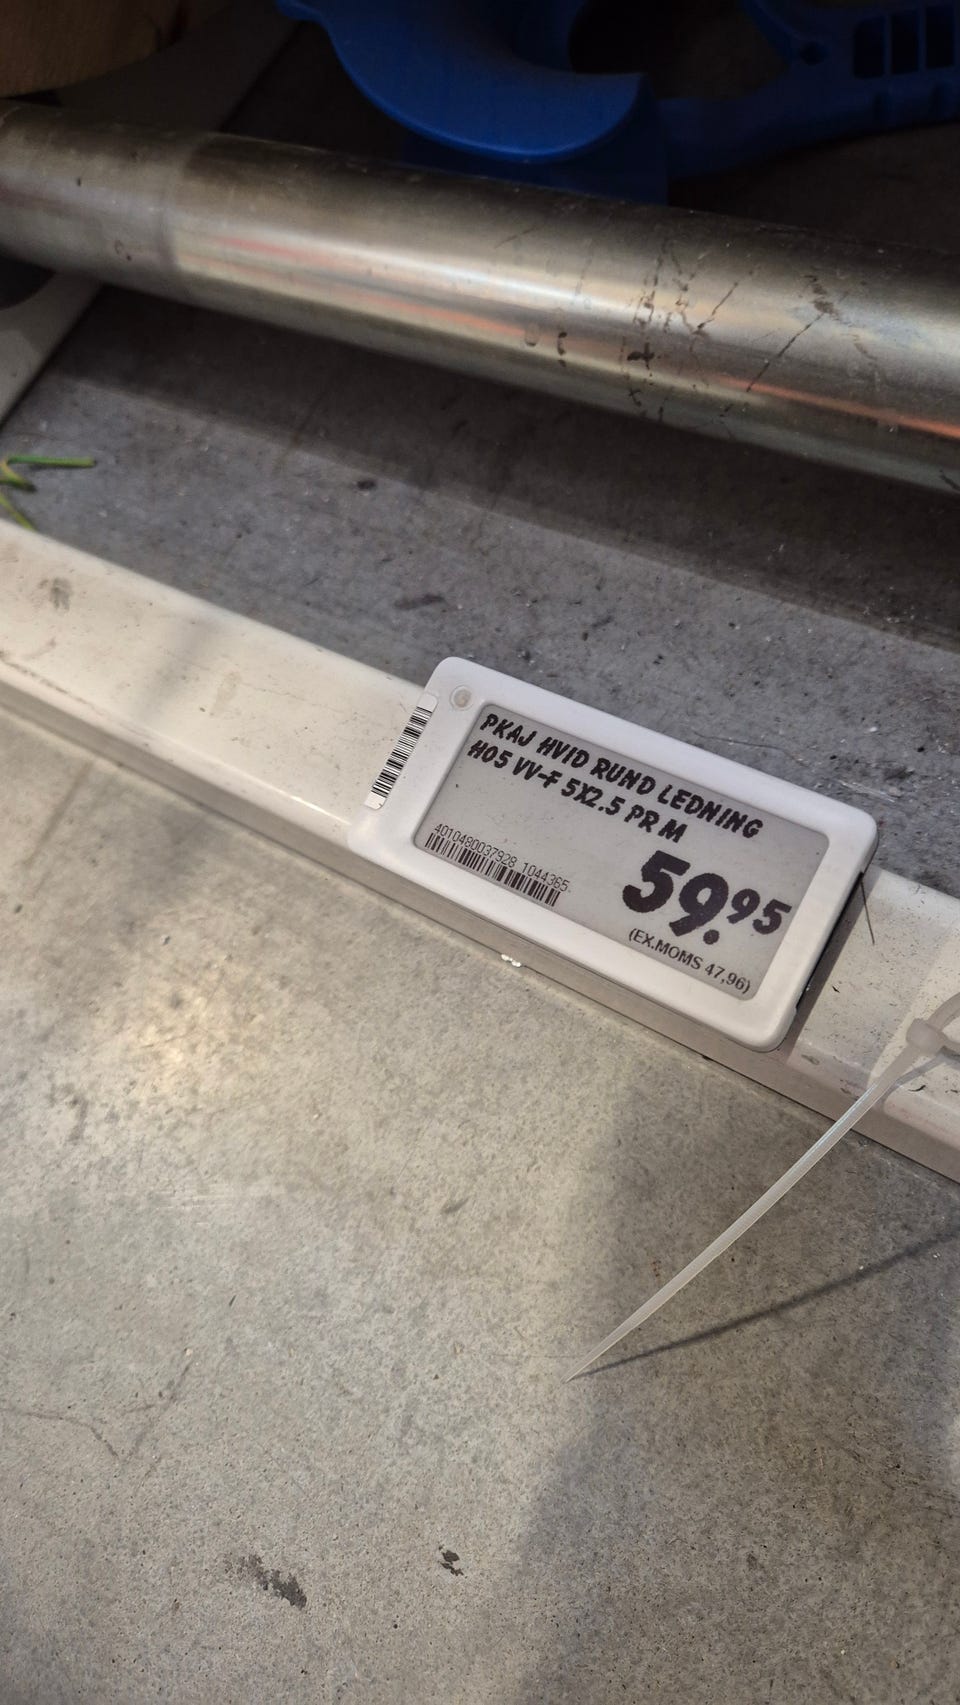 PKAJ HVID RUND LEDNING
H05 VV-F 5X2.5 PR M
4010480037928 1044365
59.95
(EX.MOMS 47,96)